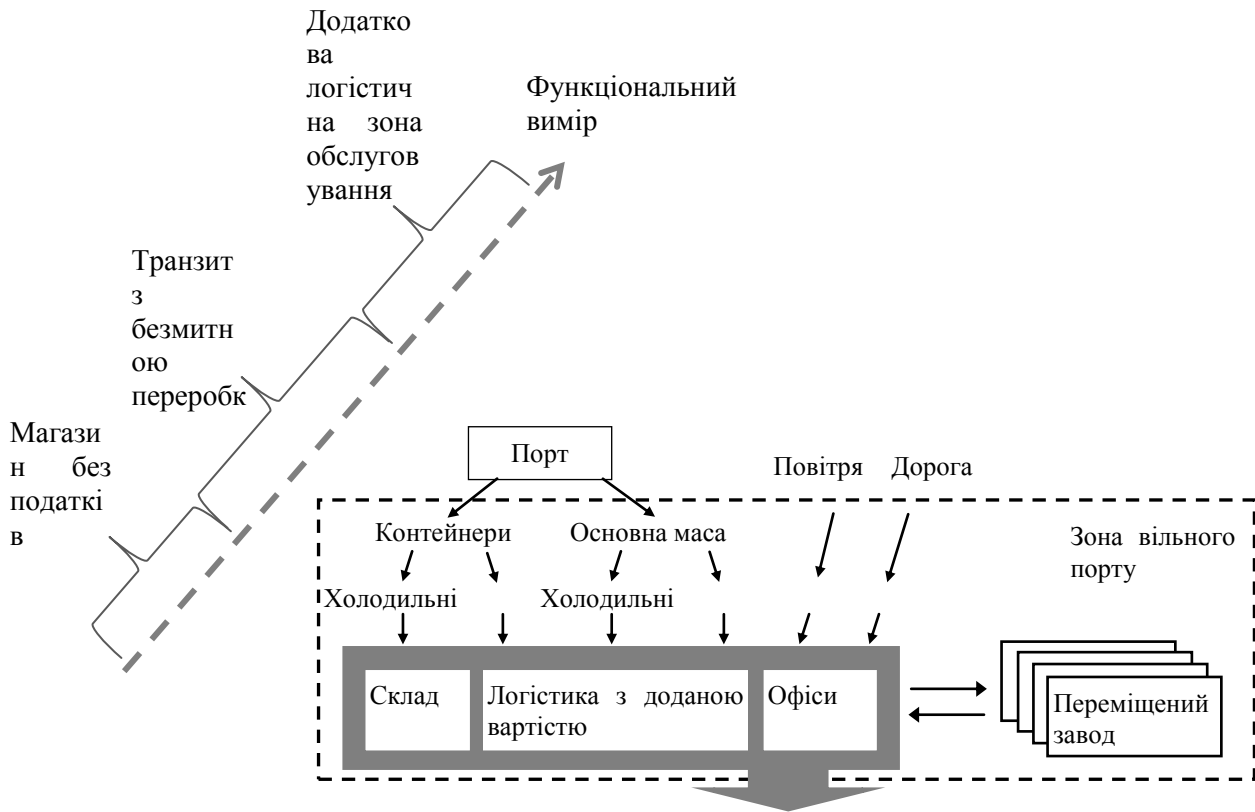 Додатко
ва
логістич
на зона
обслугов
ування
Функціональний
вимір
Транзит
з
безмитн
ою
переробк
Магази
н без
податкі
в
Порт
Повітря
Дорога
Контейнери
Основна маса
Зона вільного
порту
Холодильні
Холодильні
Склад
Логістика з доданою
вартістю
Офіси
Переміщений
завод